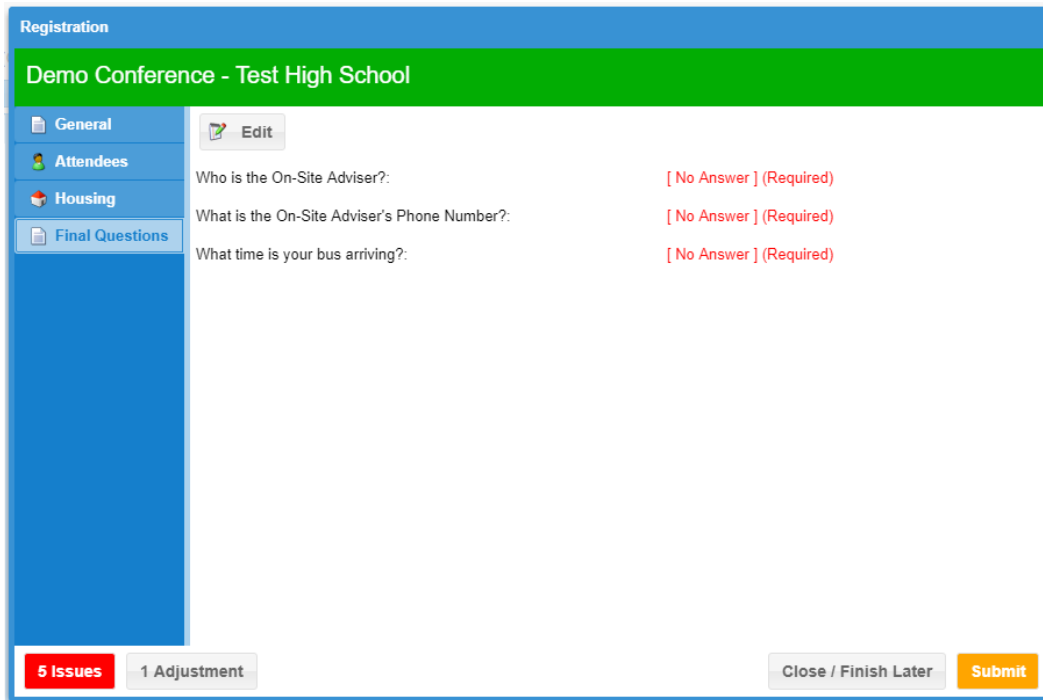 Registration
Demo Conference - Test High School
General
Attendees
Housing
Final Questions
Edit
Who is the On-Site Adviser?: [ No Answer ] (Required)
What is the On-Site Adviser's Phone Number?: [ No Answer ] (Required)
What time is your bus arriving?: [ No Answer ] (Required)
5 Issues 1 Adjustment Close / Finish Later Submit